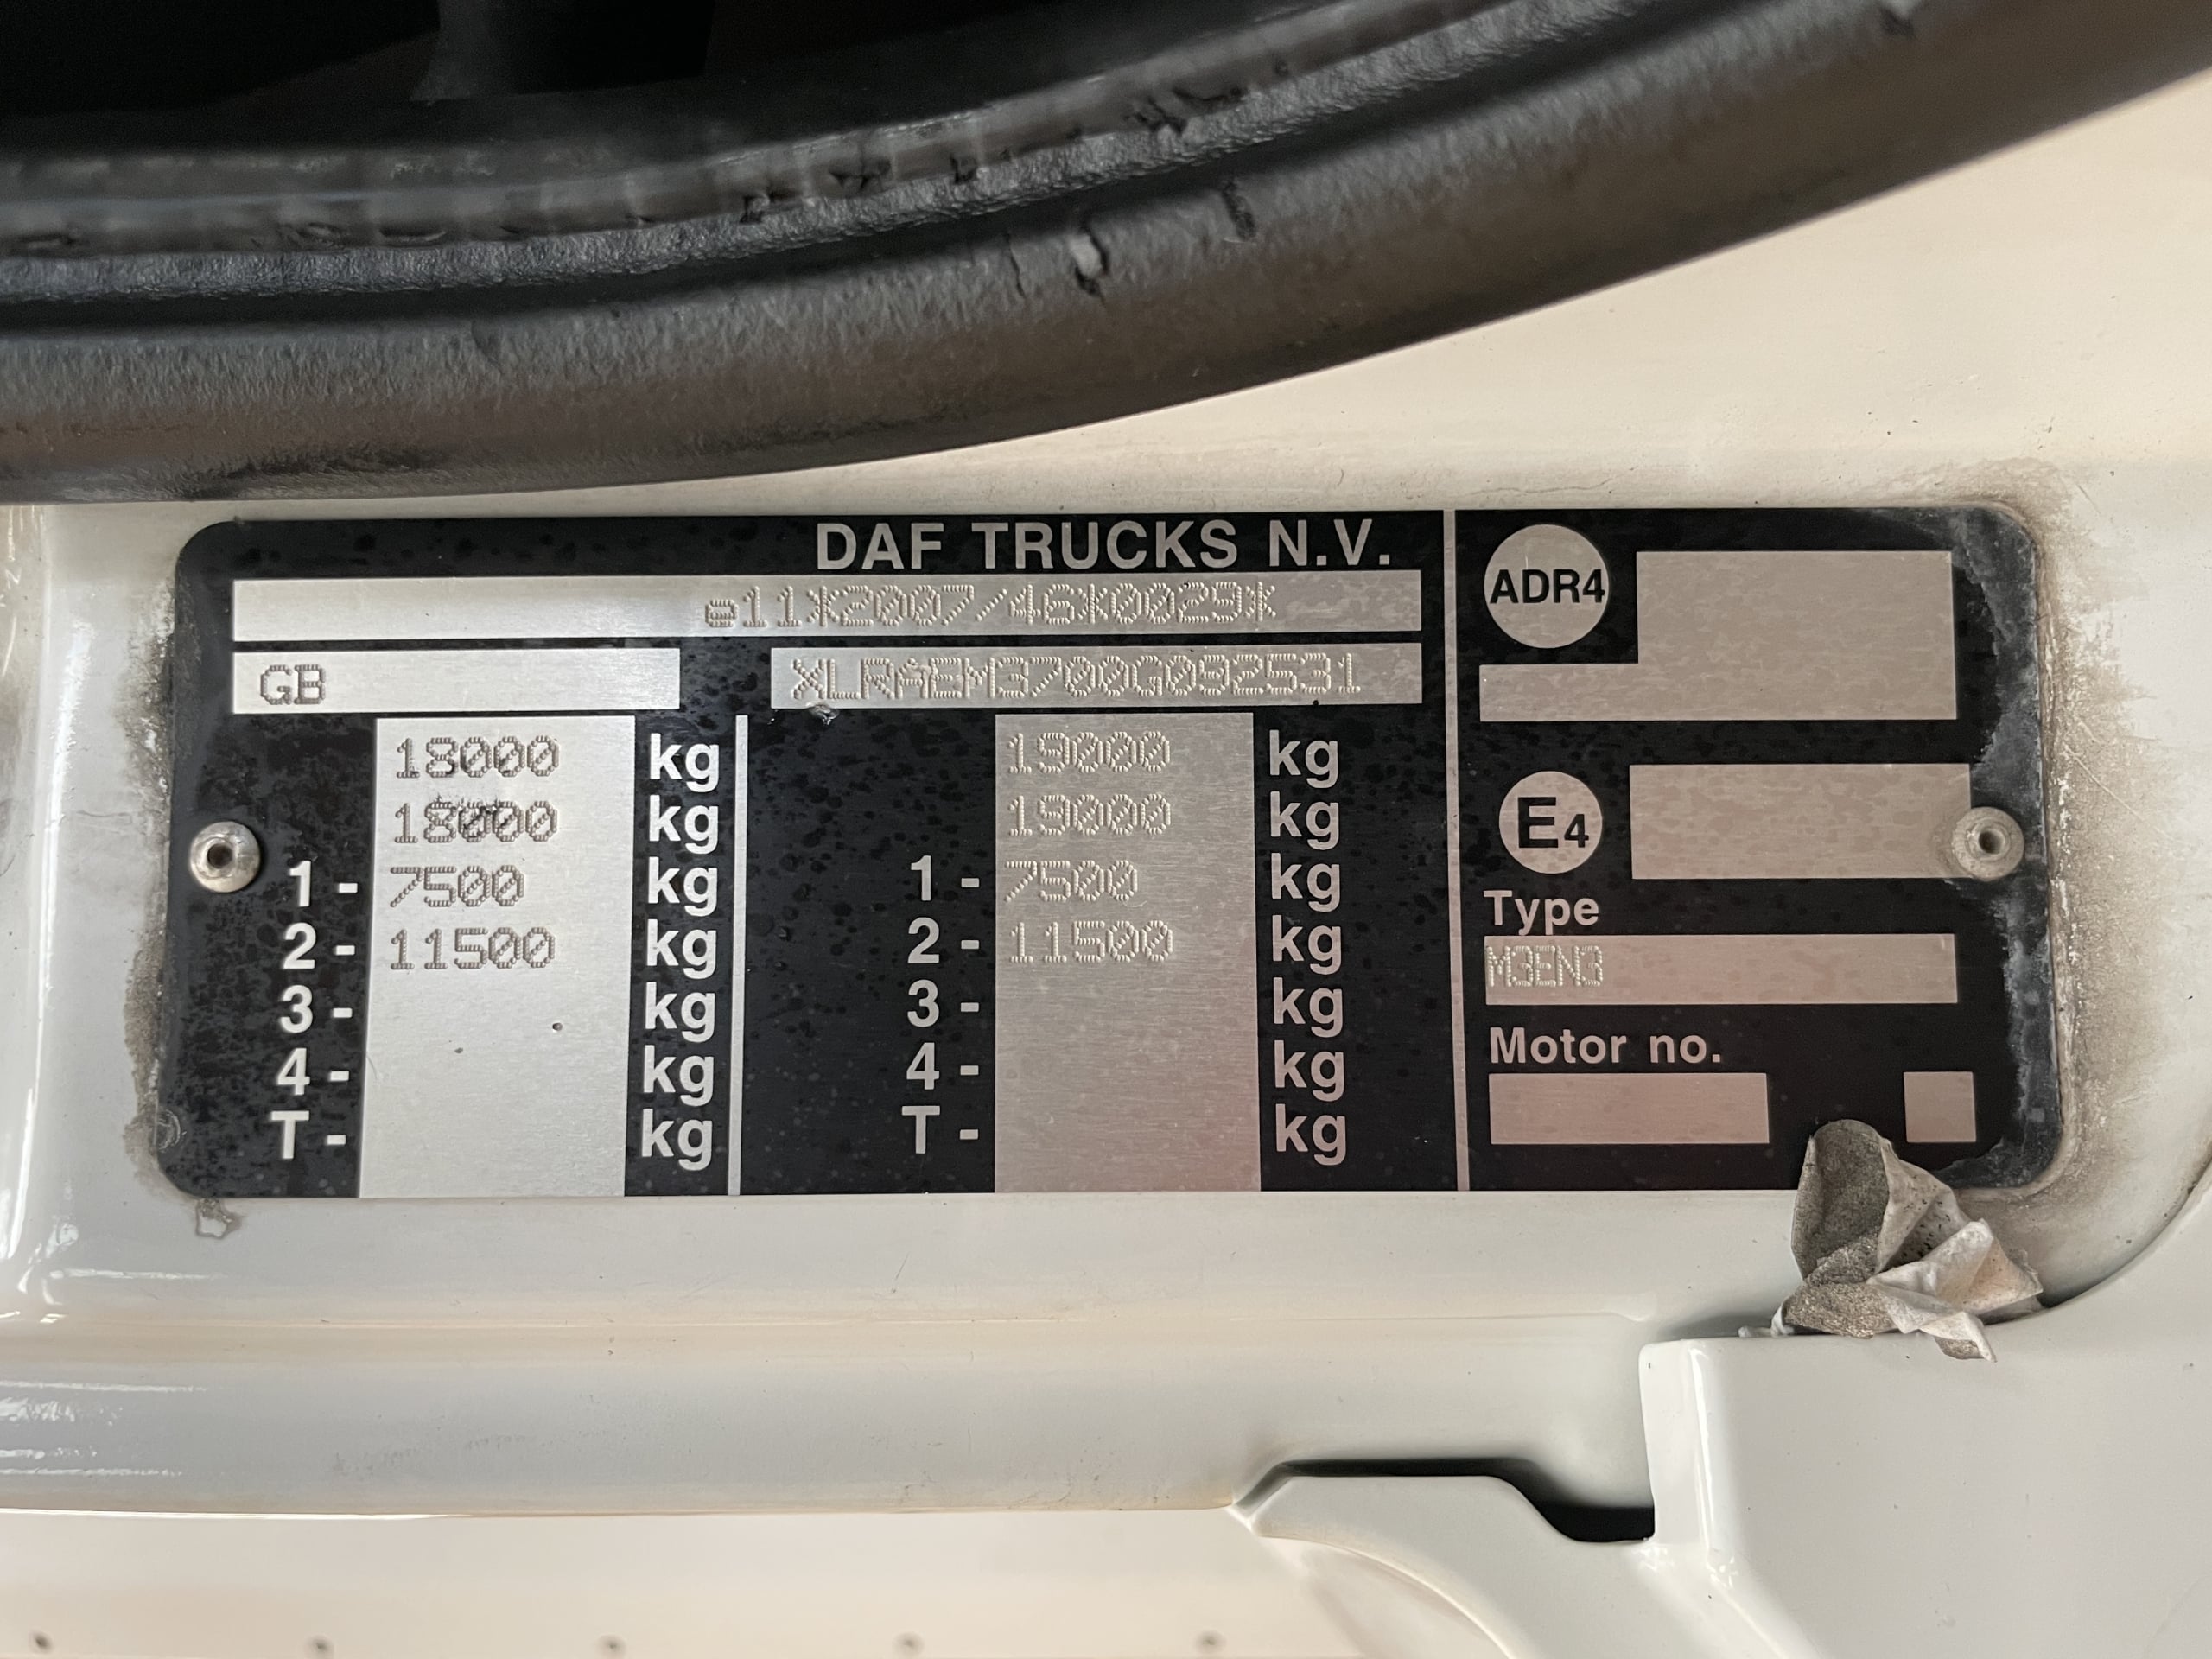 DAF TRUCKS N.V.
e11*2007/46*0029*
GB XLRAEM3700G092531
18000 kg 19000 kg
18000 kg 19000 kg
1 - 7500 kg 1 - 7500 kg
2 - 11500 kg 2 - 11500 kg
3 - kg 3 - kg
4 - kg 4 - kg
T - kg T - kg
ADR4
E4
Type
M3EN3
Motor no.